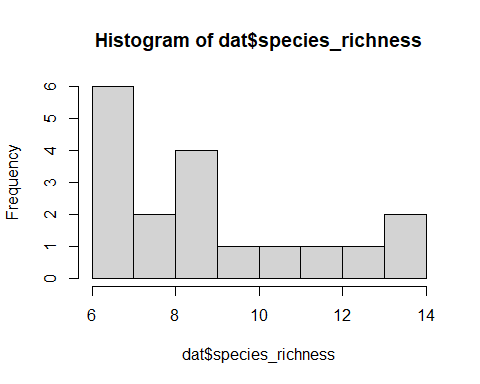 Histogram of dat$species_richness
Frequency
6
5
4
3
2
1
0
6 8 10 12 14
dat$species_richness